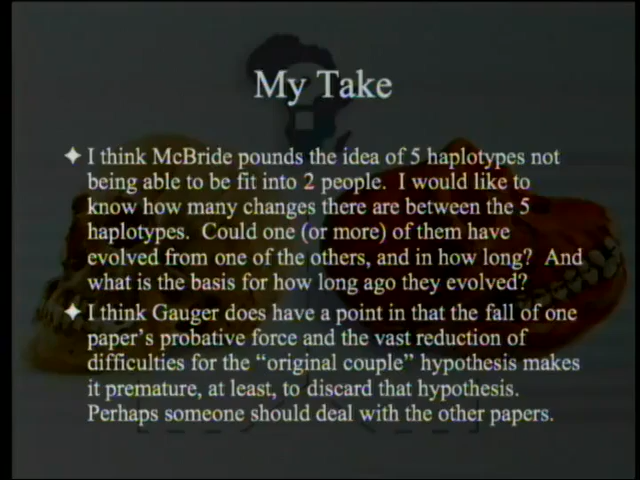 My Take
I think McBride pounds the idea of 5 haplotypes not
being able to be fit into 2 people. I would like to
know how many changes there are between the 5
haplotypes. Could one (or more) of them have
evolved from one of the others, and in how long? And
what is the basis for how long ago they evolved?
I think Gauger does have a point in that the fall of one
paper's probative force and the vast reduction of
difficulties for the "original couple" hypothesis makes
it premature, at least, to discard that hypothesis.
Perhaps someone should deal with the other papers.